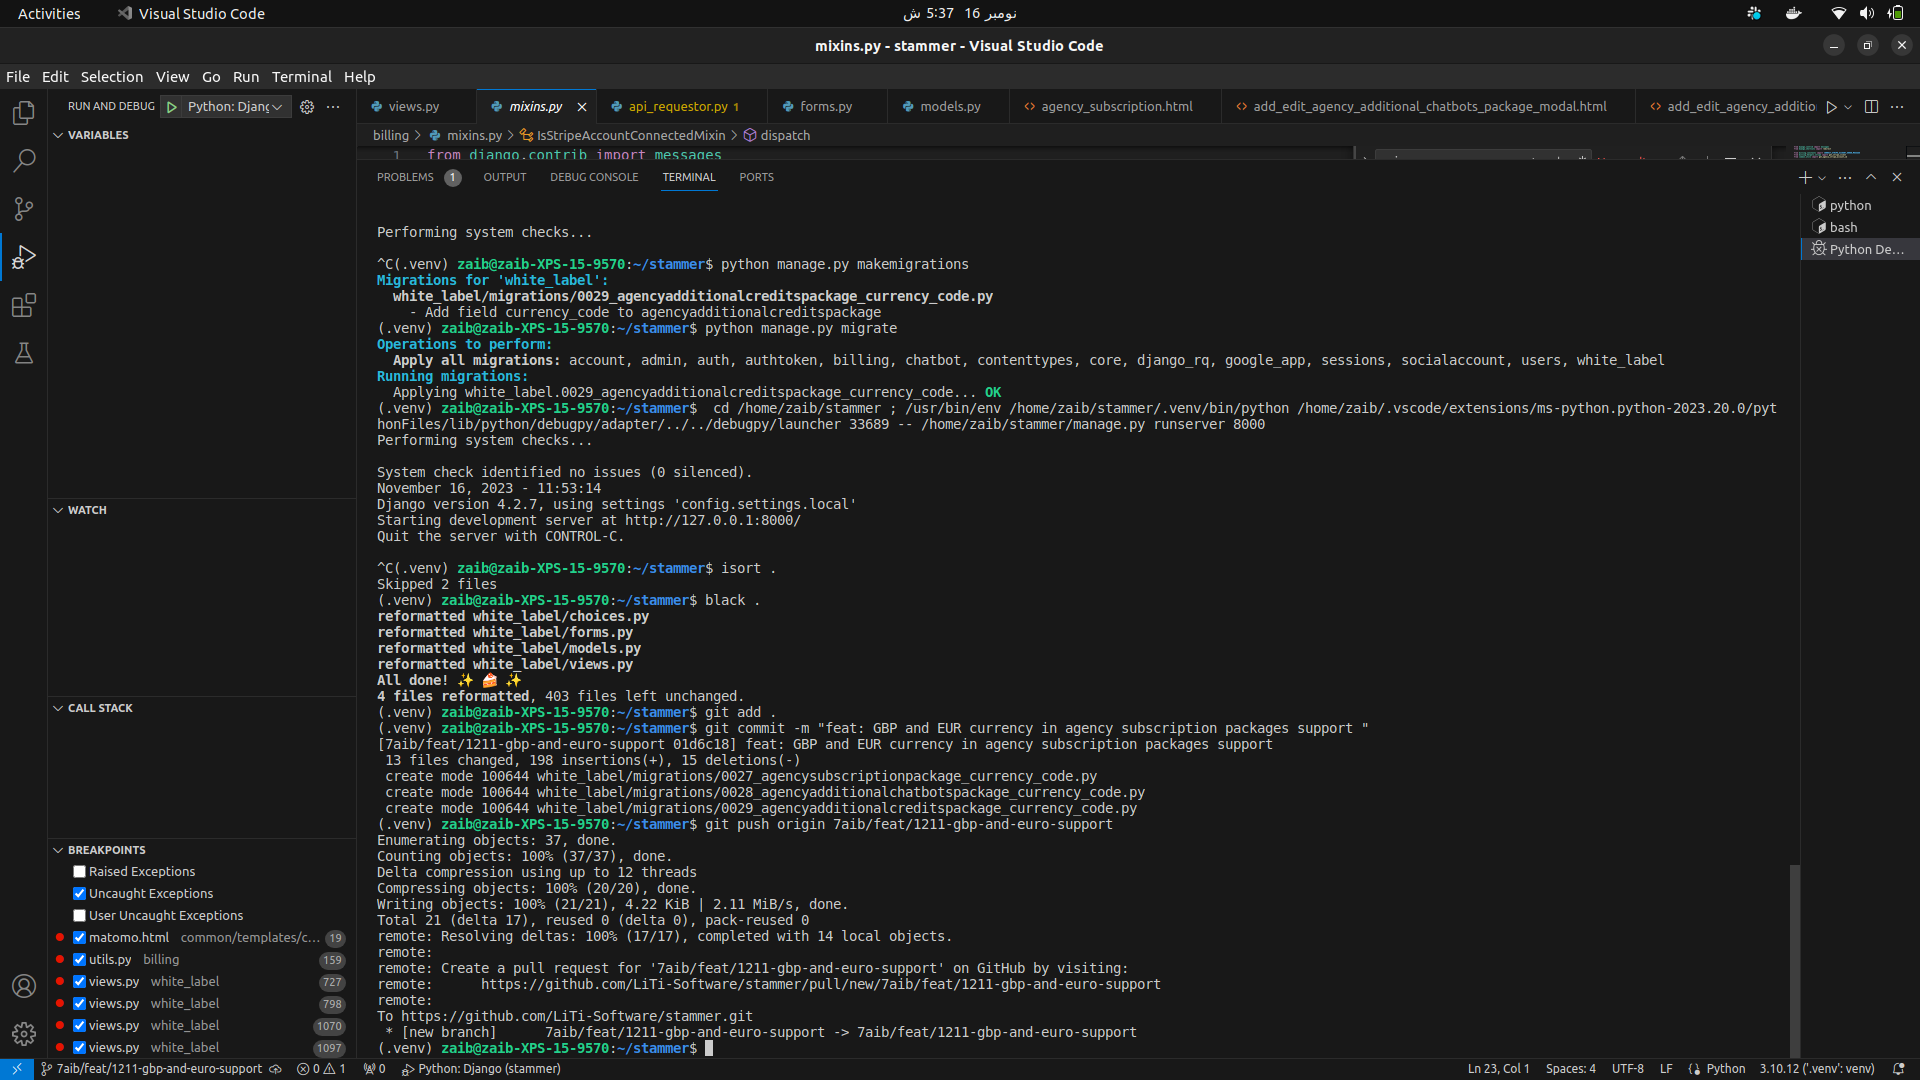 Activities
Visual Studio Code
نومبر 16  5:37 ش
mixins.py - stammer - Visual Studio Code
File Edit Selection View Go Run Terminal Help
RUN AND DEBUG
Python: Djang
views.py
mixins.py
api_requestor.py 1
forms.py
models.py
agency_subscription.html
add_edit_agency_additional_chatbots_package_modal.html
add_edit_agency_additio
VARIABLES
billing > mixins.py > IsStripeAccountConnectedMixin > dispatch
1 from django.contrib import messages
PROBLEMS 1 OUTPUT DEBUG CONSOLE TERMINAL PORTS
python
bash
Python De...
Performing system checks...
^C(.venv) zaib@zaib-XPS-15-9570:~/stammer$ python manage.py makemigrations
Migrations for 'white_label':
white_label/migrations/0029_agencyadditionalcreditspackage_currency_code.py
- Add field currency_code to agencyadditionalcreditspackage
(.venv) zaib@zaib-XPS-15-9570:~/stammer$ python manage.py migrate
Operations to perform:
Apply all migrations: account, admin, auth, authtoken, billing, chatbot, contenttypes, core, django_rq, google_app, sessions, socialaccount, users, white_label
Running migrations:
Applying white_label.0029_agencyadditionalcreditspackage_currency_code... OK
(.venv) zaib@zaib-XPS-15-9570:~/stammer$  cd /home/zaib/stammer ; /usr/bin/env /home/zaib/stammer/.venv/bin/python /home/zaib/.vscode/extensions/ms-python.python-2023.20.0/pyt
honFiles/lib/python/debugpy/adapter/../../debugpy/launcher 33689 -- /home/zaib/stammer/manage.py runserver 8000
Performing system checks...
System check identified no issues (0 silenced).
November 16, 2023 - 11:53:14
Django version 4.2.7, using settings 'config.settings.local'
Starting development server at http://127.0.0.1:8000/
Quit the server with CONTROL-C.
^C(.venv) zaib@zaib-XPS-15-9570:~/stammer$ isort .
Skipped 2 files
(.venv) zaib@zaib-XPS-15-9570:~/stammer$ black .
reformatted white_label/choices.py
reformatted white_label/forms.py
reformatted white_label/models.py
reformatted white_label/views.py
All done! ✨ 🍰 ✨
4 files reformatted, 403 files left unchanged.
(.venv) zaib@zaib-XPS-15-9570:~/stammer$ git add .
(.venv) zaib@zaib-XPS-15-9570:~/stammer$ git commit -m "feat: GBP and EUR currency in agency subscription packages support "
[7aib/feat/1211-gbp-and-euro-support 01d6c18] feat: GBP and EUR currency in agency subscription packages support
13 files changed, 198 insertions(+), 15 deletions(-)
create mode 100644 white_label/migrations/0027_agencysubscriptionpackage_currency_code.py
create mode 100644 white_label/migrations/0028_agencyadditionalchatbotspackage_currency_code.py
create mode 100644 white_label/migrations/0029_agencyadditionalcreditspackage_currency_code.py
(.venv) zaib@zaib-XPS-15-9570:~/stammer$ git push origin 7aib/feat/1211-gbp-and-euro-support
Enumerating objects: 37, done.
Counting objects: 100% (37/37), done.
Delta compression using up to 12 threads
Compressing objects: 100% (20/20), done.
Writing objects: 100% (21/21), 4.22 KiB | 2.11 MiB/s, done.
Total 21 (delta 17), reused 0 (delta 0), pack-reused 0
remote: Resolving deltas: 100% (17/17), completed with 14 local objects.
remote:
remote: Create a pull request for '7aib/feat/1211-gbp-and-euro-support' on GitHub by visiting:
remote:      https://github.com/LiTi-Software/stammer/pull/new/7aib/feat/1211-gbp-and-euro-support
remote:
To https://github.com/LiTi-Software/stammer.git
* [new branch]      7aib/feat/1211-gbp-and-euro-support -> 7aib/feat/1211-gbp-and-euro-support
(.venv) zaib@zaib-XPS-15-9570:~/stammer$
WATCH
CALL STACK
BREAKPOINTS
Raised Exceptions
Uncaught Exceptions
User Uncaught Exceptions
matomo.html common/templates/c... 19
utils.py billing 159
views.py white_label 727
views.py white_label 798
views.py white_label 1070
views.py white_label 1097
7aib/feat/1211-gbp-and-euro-support 0 1 0 Python: Django (stammer)
Ln 23, Col 1 Spaces: 4 UTF-8 LF Python 3.10.12 ('.venv': venv)